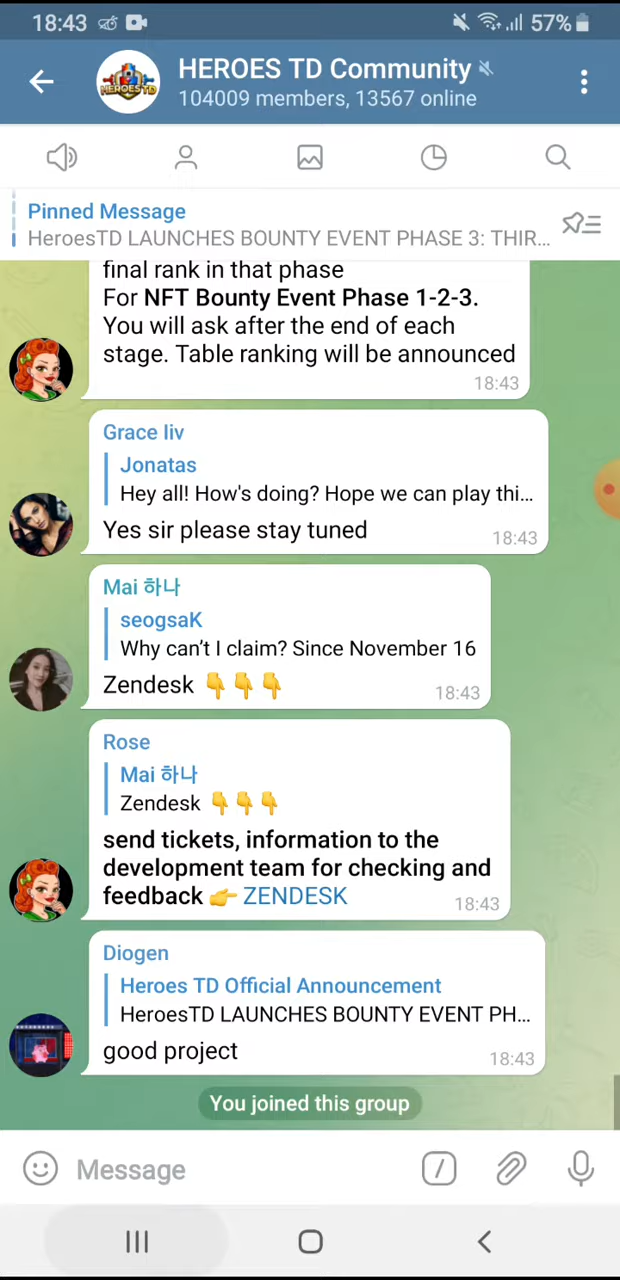 18:43
57%
HEROES TD Community
104009 members, 13567 online
Pinned Message
HeroesTD LAUNCHES BOUNTY EVENT PHASE 3: THIR...
final rank in that phase
For NFT Bounty Event Phase 1-2-3.
You will ask after the end of each
stage. Table ranking will be announced
18:43
Grace liv
Jonatas
Hey all! How's doing? Hope we can play thi...
Yes sir please stay tuned
18:43
Mai 하나
seogsaK
Why can't I claim? Since November 16
Zendesk 👇👇👇
18:43
Rose
Mai 하나
Zendesk 👇👇👇
send tickets, information to the
development team for checking and
feedback 👉 ZENDESK
18:43
Diogen
Heroes TD Official Announcement
HeroesTD LAUNCHES BOUNTY EVENT PH...
good project
18:43
You joined this group
Message